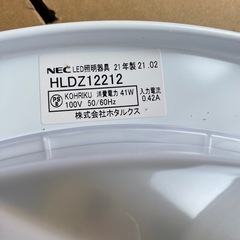 NEC LED照明器具 21年製 21.02
HLDZ12212
PS E KOHRIKU 消費電力 41W 入力電流
100V 50/60Hz 0.42A
株式会社ホタルクス